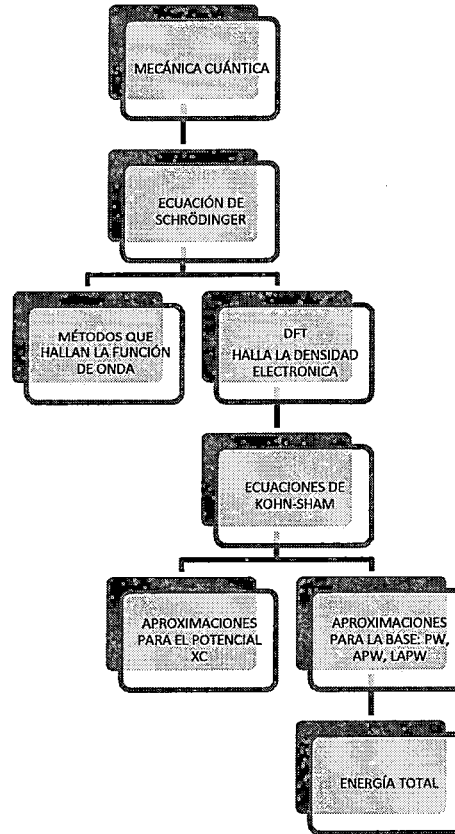 MECÁNICA CUÁNTICA
ECUACIÓN DE
SCHRÖDINGER
MÉTODOS QUE
HALLAN LA FUNCIÓN
DE ONDA
DFT
HALLA LA DENSIDAD
ELECTRONICA
ECUACIONES DE
KOHN-SHAM
APROXIMACIONES
PARA EL POTENCIAL
XC
APROXIMACIONES
PARA LA BASE: PW,
APW, LAPW
ENERGÍA TOTAL